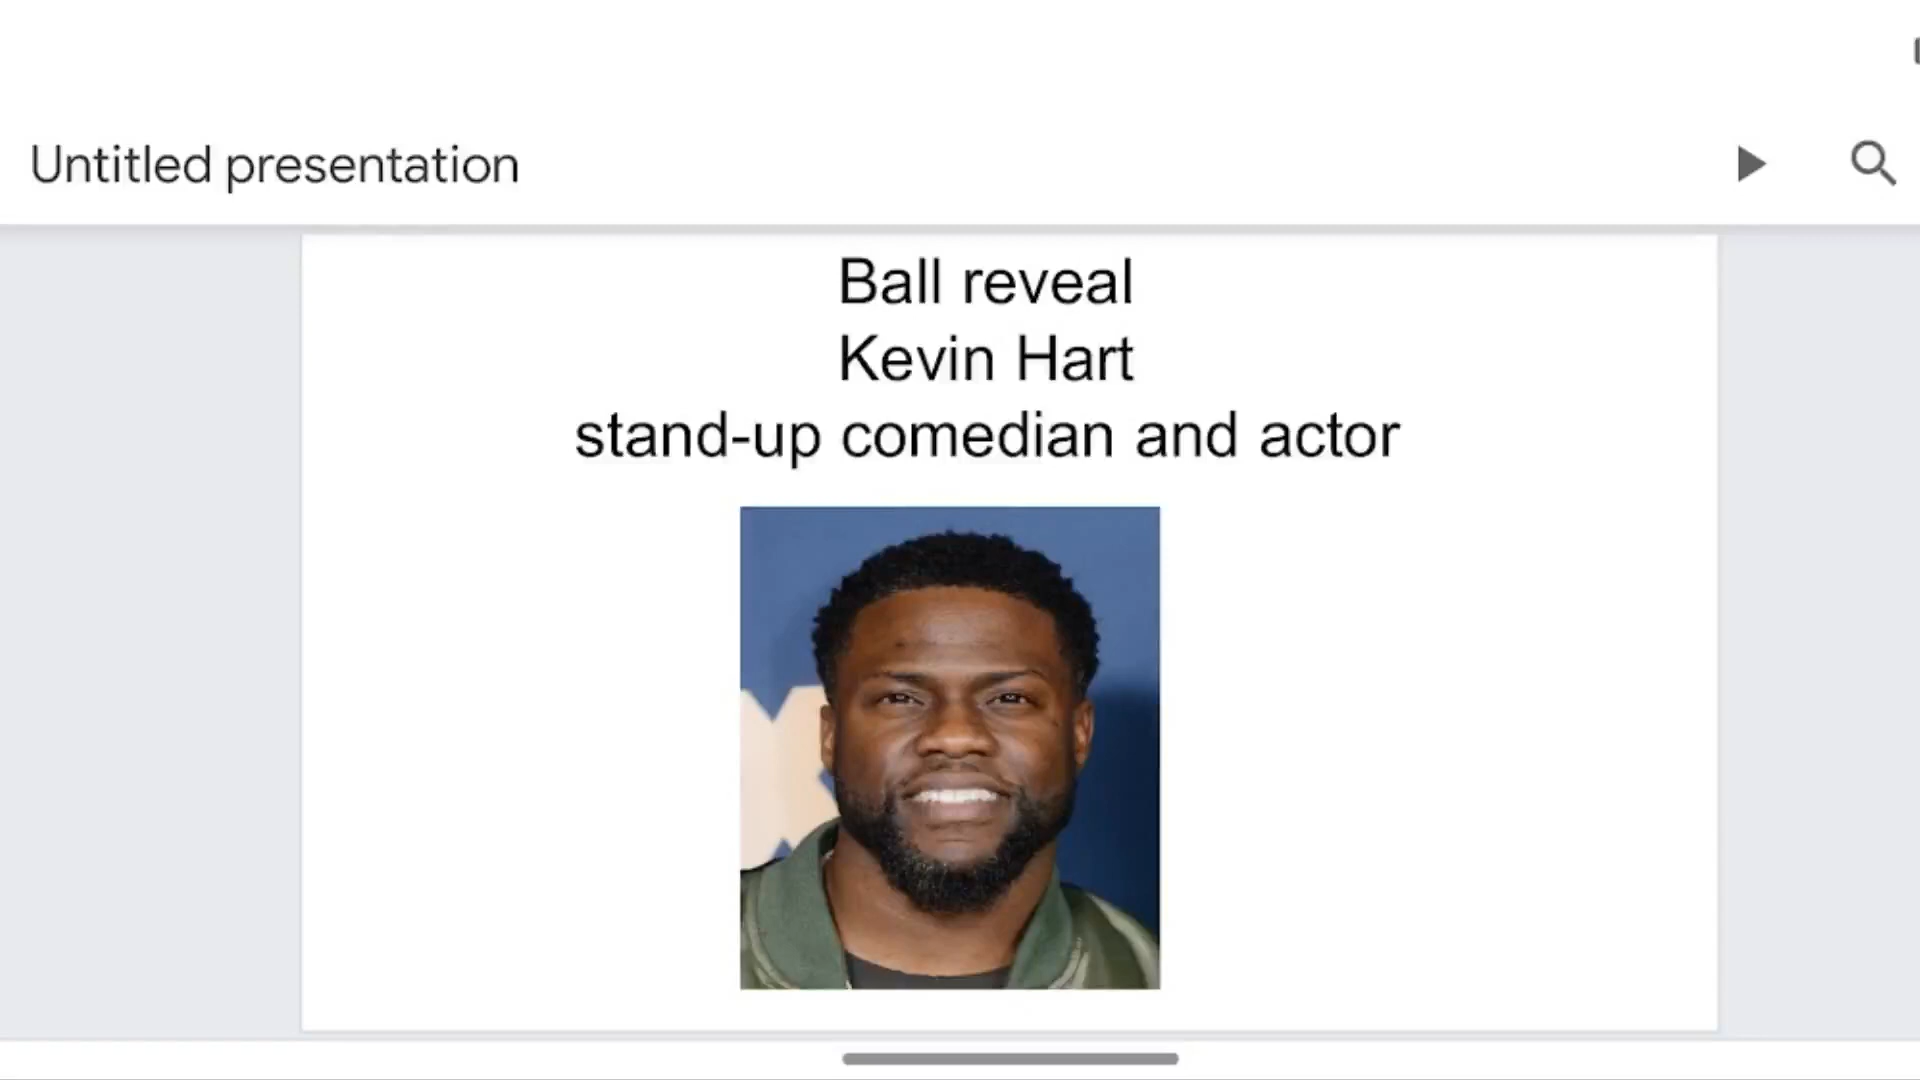 Untitled presentation
Ball reveal
Kevin Hart
stand-up comedian and actor